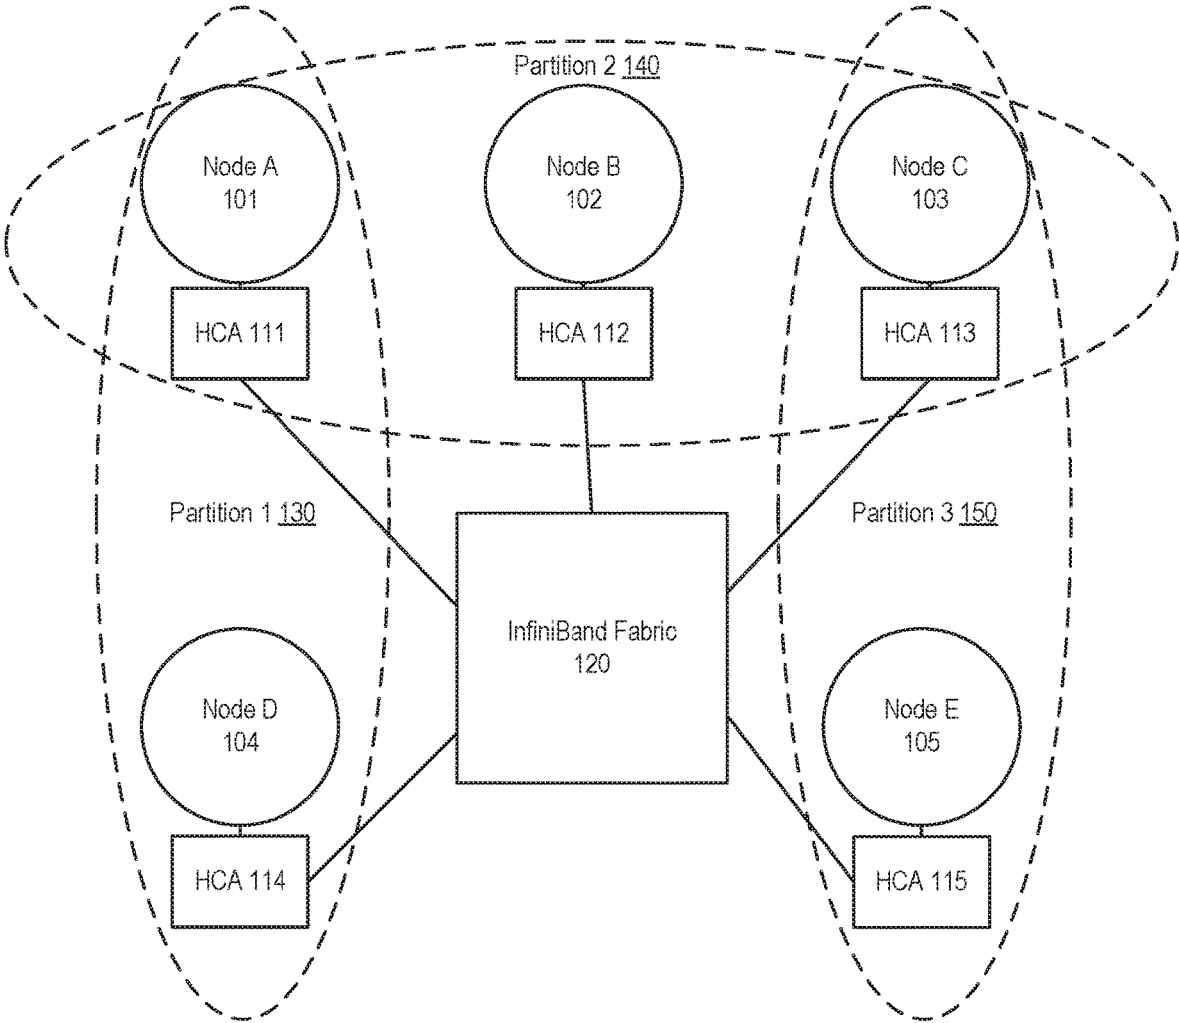 Partition 2 140
Node A
101
Node B
102
Node C
103
HCA 111
HCA 112
HCA 113
Partition 1 130
Partition 3 150
InfiniBand Fabric
120
Node D
104
Node E
105
HCA 114
HCA 115